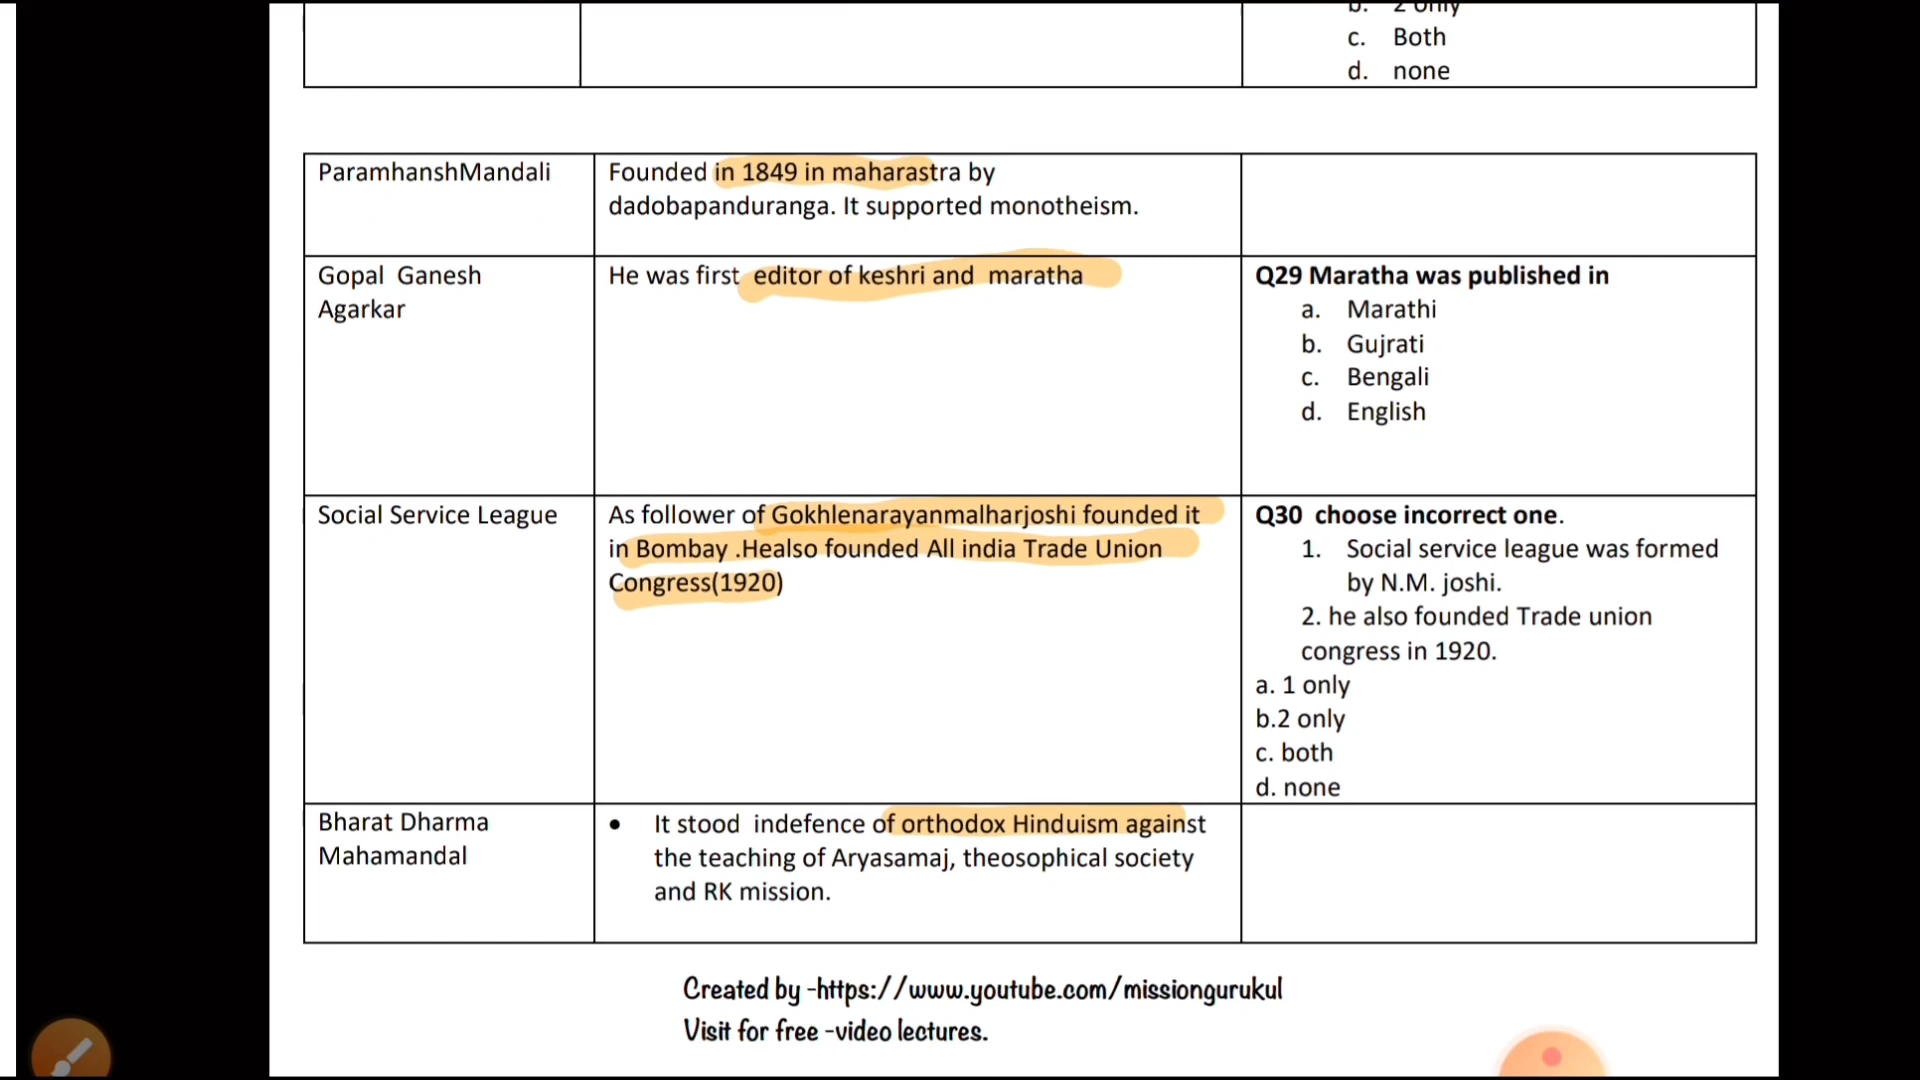 b. 2 only
c. Both
d. none
ParamhanshMandali
Founded in 1849 in maharastra by
dadobapanduranga. It supported monotheism.
Gopal Ganesh
Agarkar
He was first editor of keshri and maratha
Q29 Maratha was published in
a. Marathi
b. Gujrati
c. Bengali
d. English
Social Service League
As follower of Gokhlenarayanmalharjoshi founded it
in Bombay .Healso founded All india Trade Union
Congress(1920)
Q30 choose incorrect one.
1. Social service league was formed
by N.M. joshi.
2. he also founded Trade union
congress in 1920.
a. 1 only
b.2 only
c. both
d. none
Bharat Dharma
Mahamandal
• It stood indefence of orthodox Hinduism against
the teaching of Aryasamaj, theosophical society
and RK mission.
Created by -https://www.youtube.com/missiongurukul
Visit for free -video lectures.